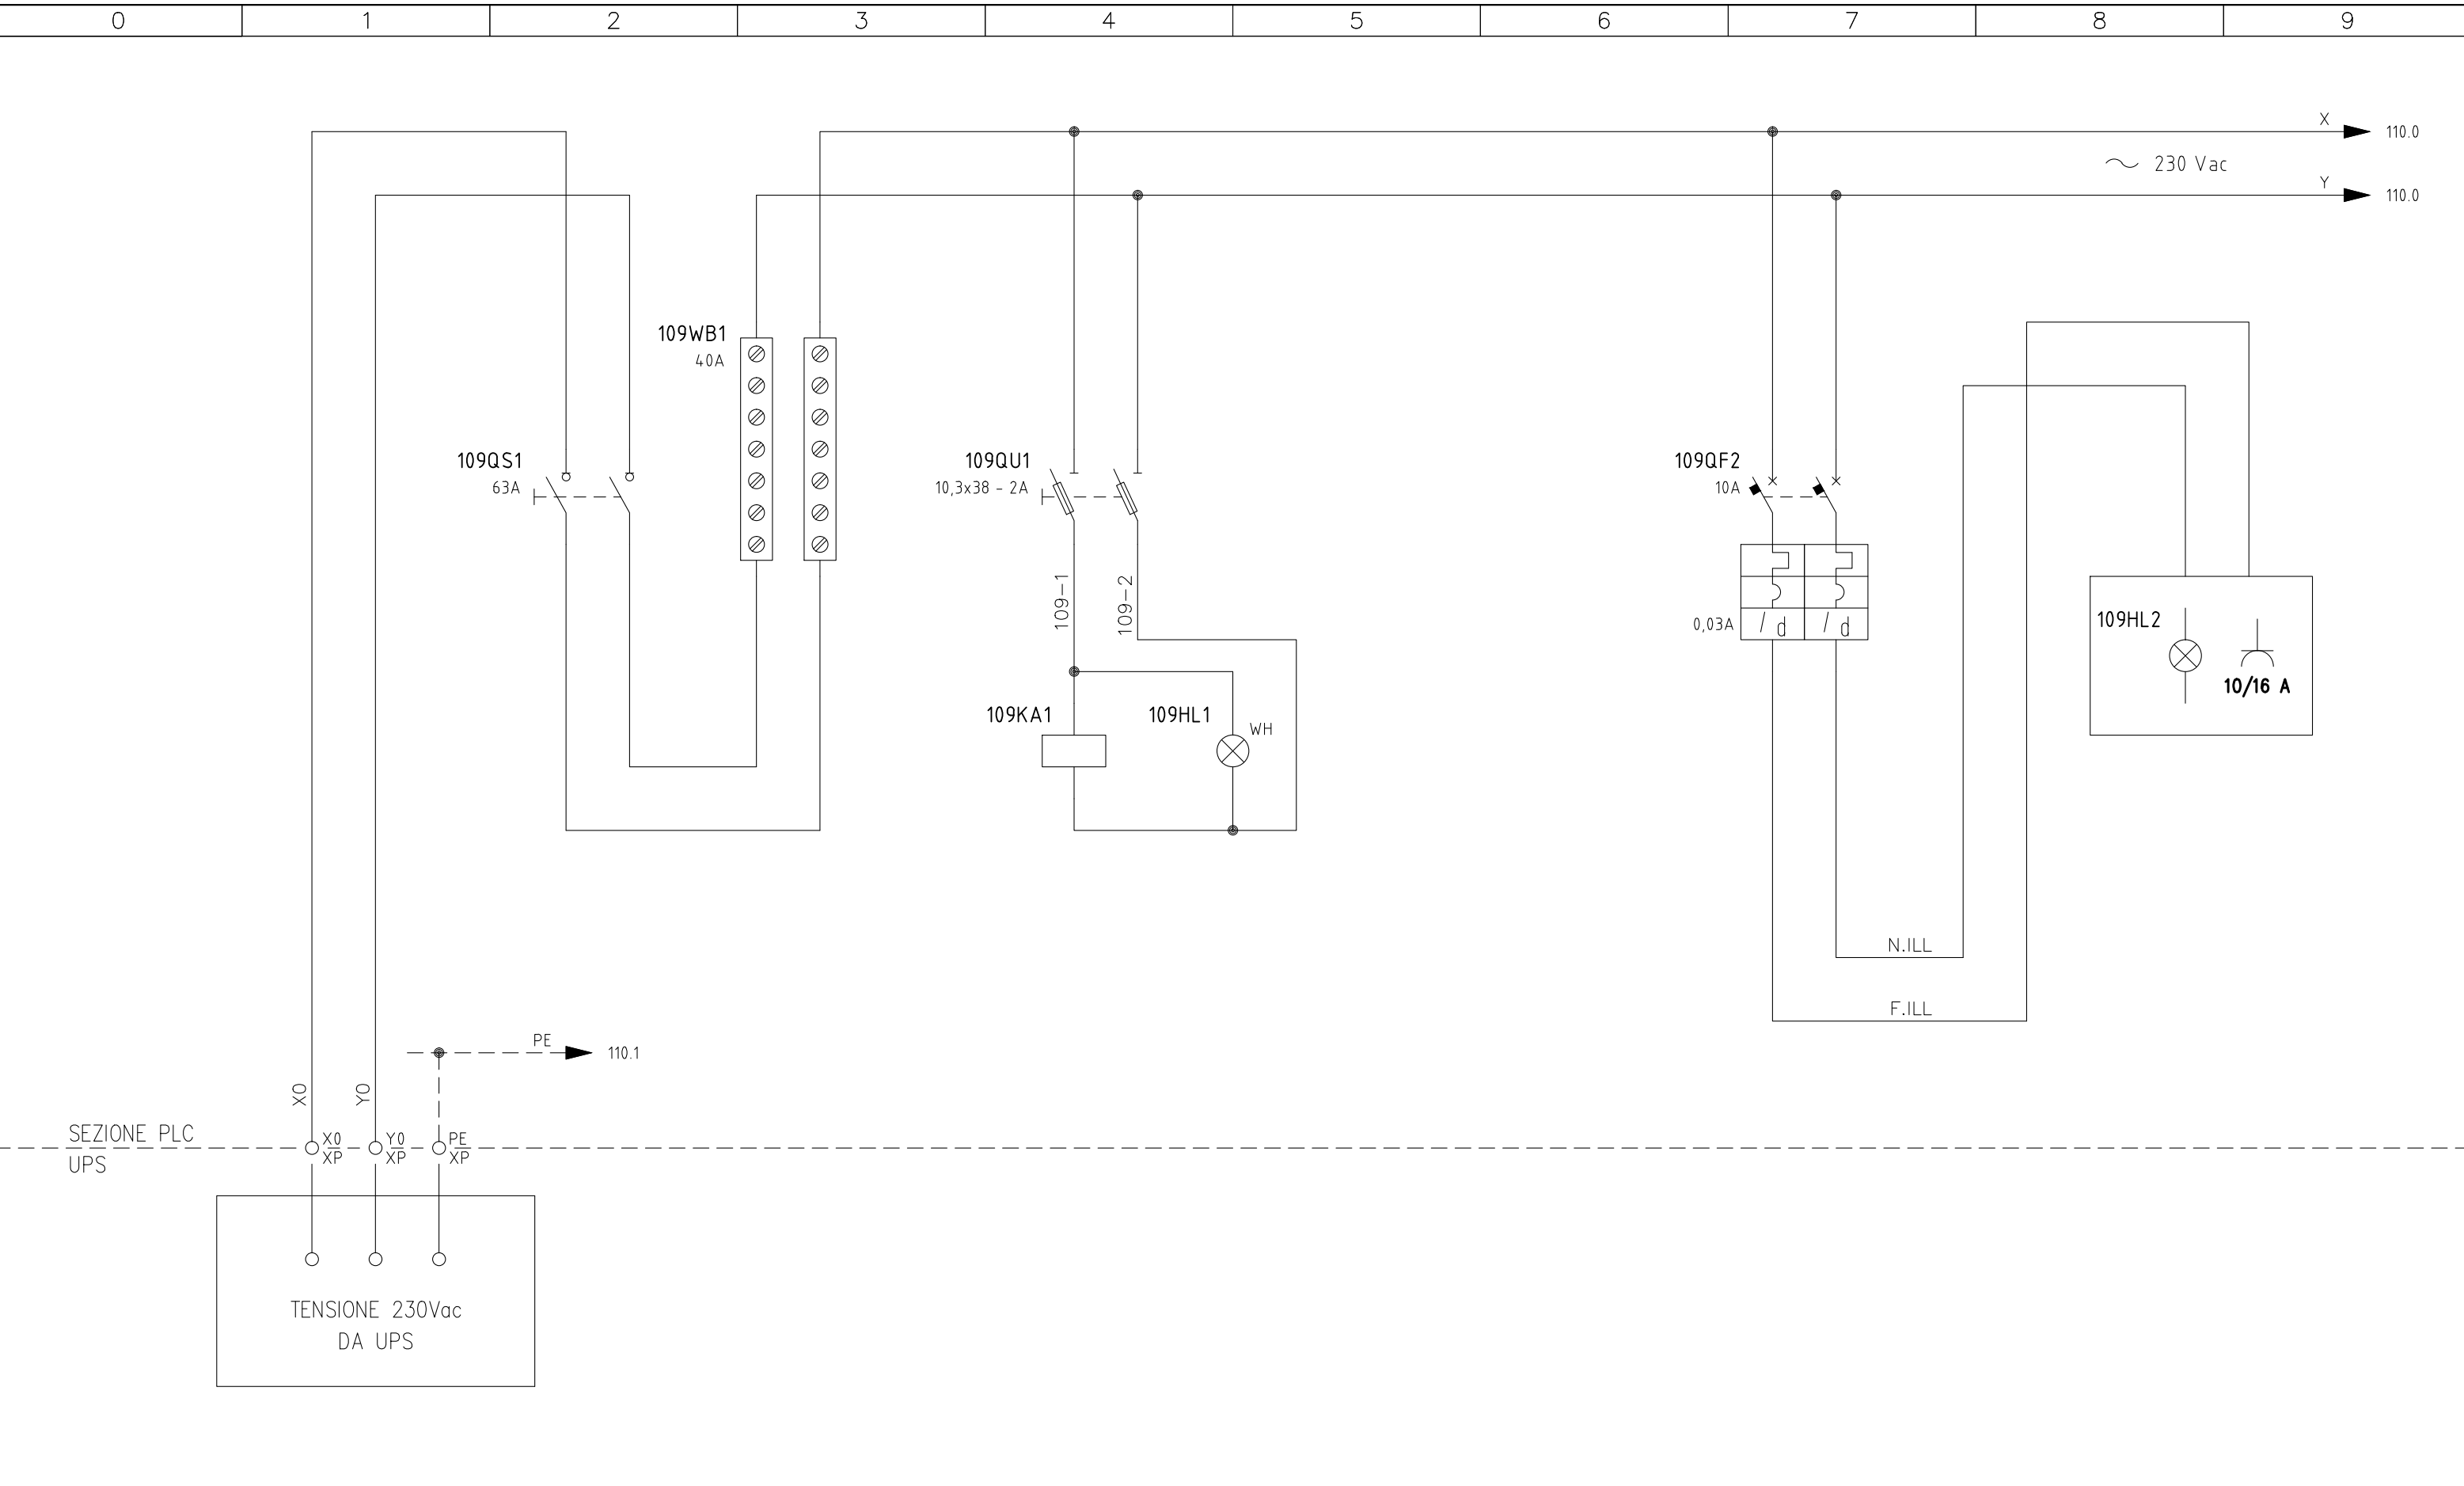 0 1 2 3 4 5 6 7 8 9
X 110.0
230 Vac
Y 110.0
109WB1
40A
109QS1
63A
109QU1
10,3x38 - 2A
109QF2
10A
109-1
109-2
0,03A
/d /d
109HL2
10/16 A
109KA1
109HL1
WH
N.ILL
F.ILL
PE 110.1
X0
Y0
SEZIONE PLC
UPS
X0
XP
Y0
XP
PE
XP
TENSIONE 230Vac
DA UPS